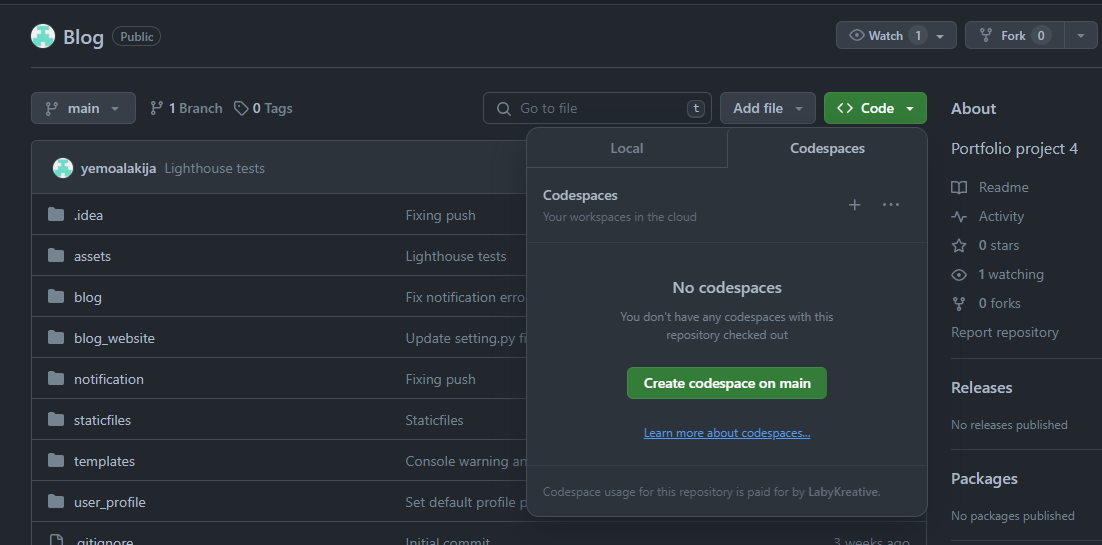 Blog Public Watch 1 Fork 0
main 1 Branch 0 Tags Go to file t Add file Code About
Local Codespaces
Portfolio project 4
yemoalakija Lighthouse tests
Codespaces
Your workspaces in the cloud
Readme
.idea Fixing push
Activity
assets Lighthouse tests
0 stars
blog Fix notification erro
No codespaces
1 watching
You don't have any codespaces with this
repository checked out
0 forks
blog_website Update setting.py fi
Report repository
notification Fixing push
Create codespace on main
Releases
staticfiles Staticfiles
No releases published
Learn more about codespaces...
templates Console warning an
Packages
user_profile Set default profile p
Codespace usage for this repository is paid for by LabyKreative.
No packages published
.gitignore Initial commit 3 weeks ago